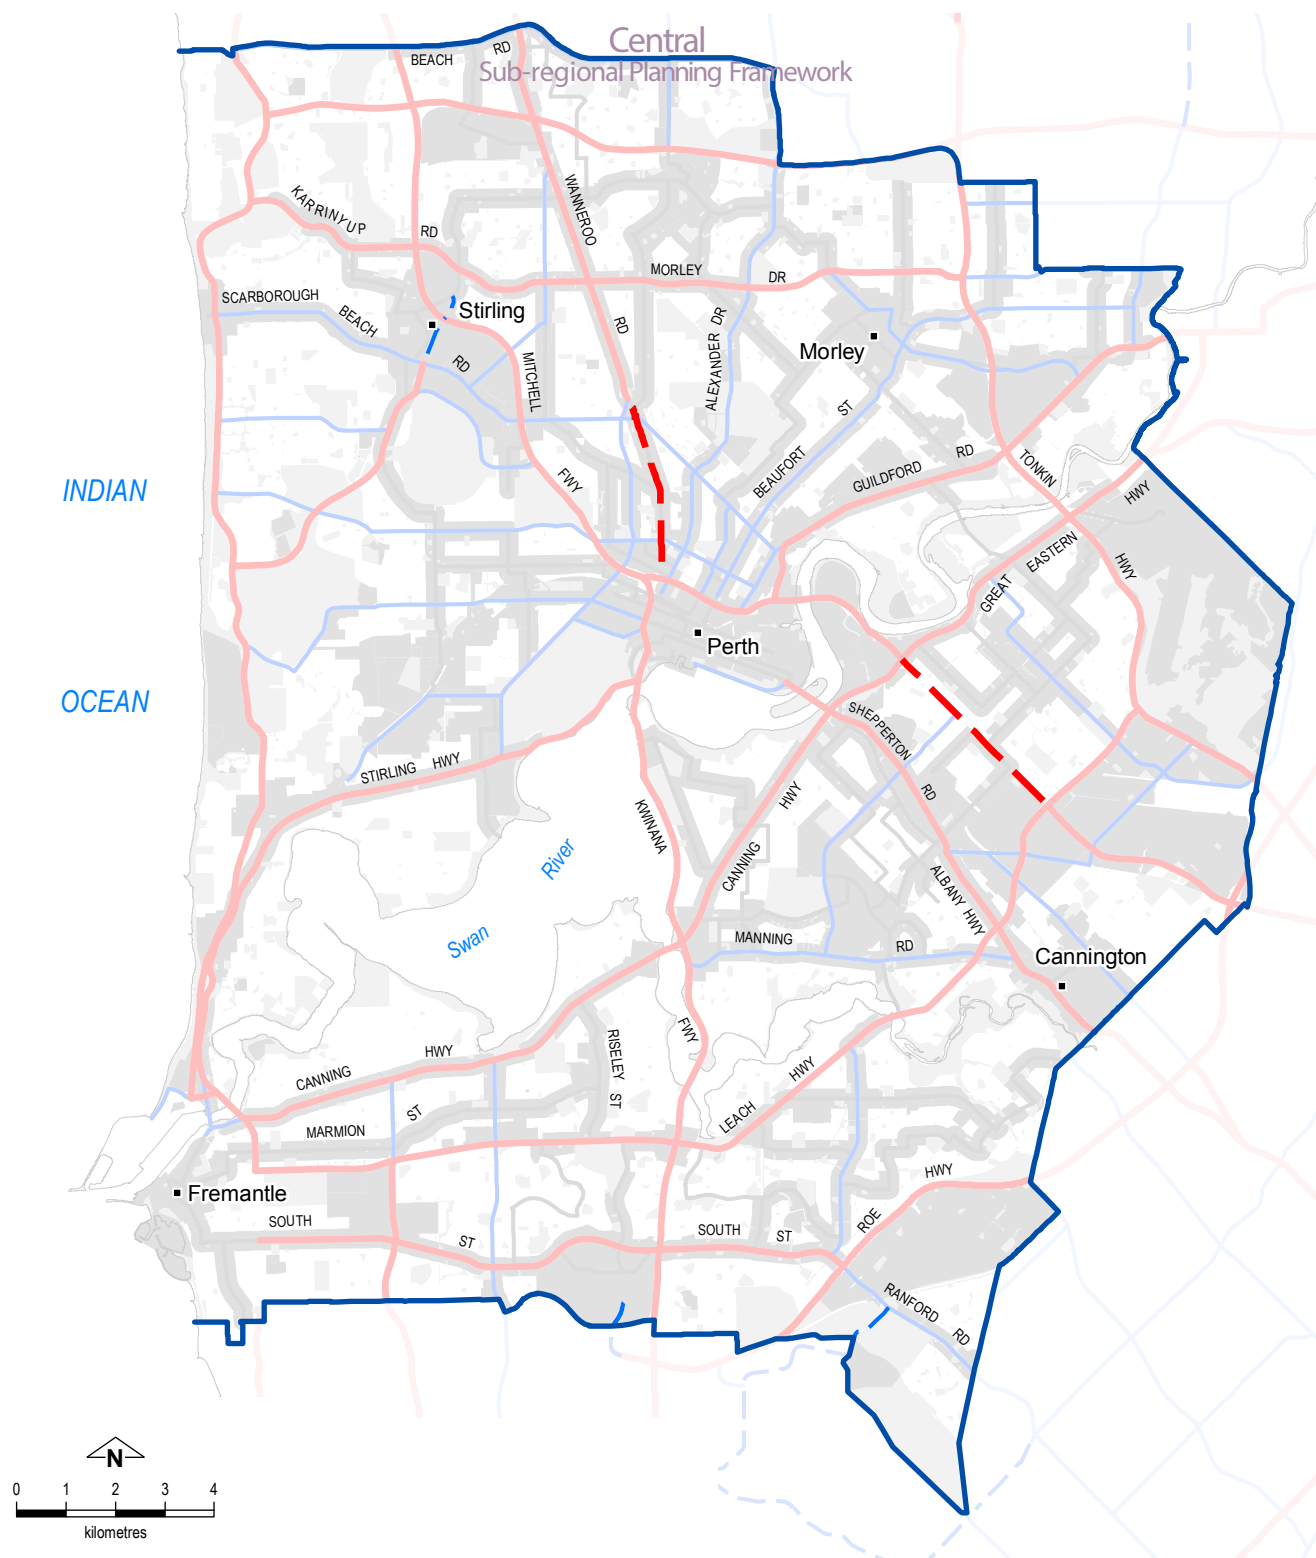 Central
Sub-regional Planning Framework
BEACH
RD
WANNEROO
RD
KARRINYUP
RD
MORLEY
DR
SCARBOROUGH
BEACH
RD
Stirling
MITCHELL
FWY
ALEXANDER DR
Morley
BEAUFORT
ST
GUILDFORD
RD
TONKIN
HWY
GREAT
EASTERN
HWY
INDIAN
OCEAN
Perth
SHEPPERTON
RD
STIRLING
HWY
KWINANA
FWY
CANNING
HWY
River
Swan
ALBANY HWY
MANNING
RD
Cannington
CANNING
HWY
RISELEY ST
LEACH
HWY
MARMION
ST
Fremantle
SOUTH
ST
SOUTH
ST
ROE
HWY
RANFORD
RD
N
0 1 2 3 4
kilometres